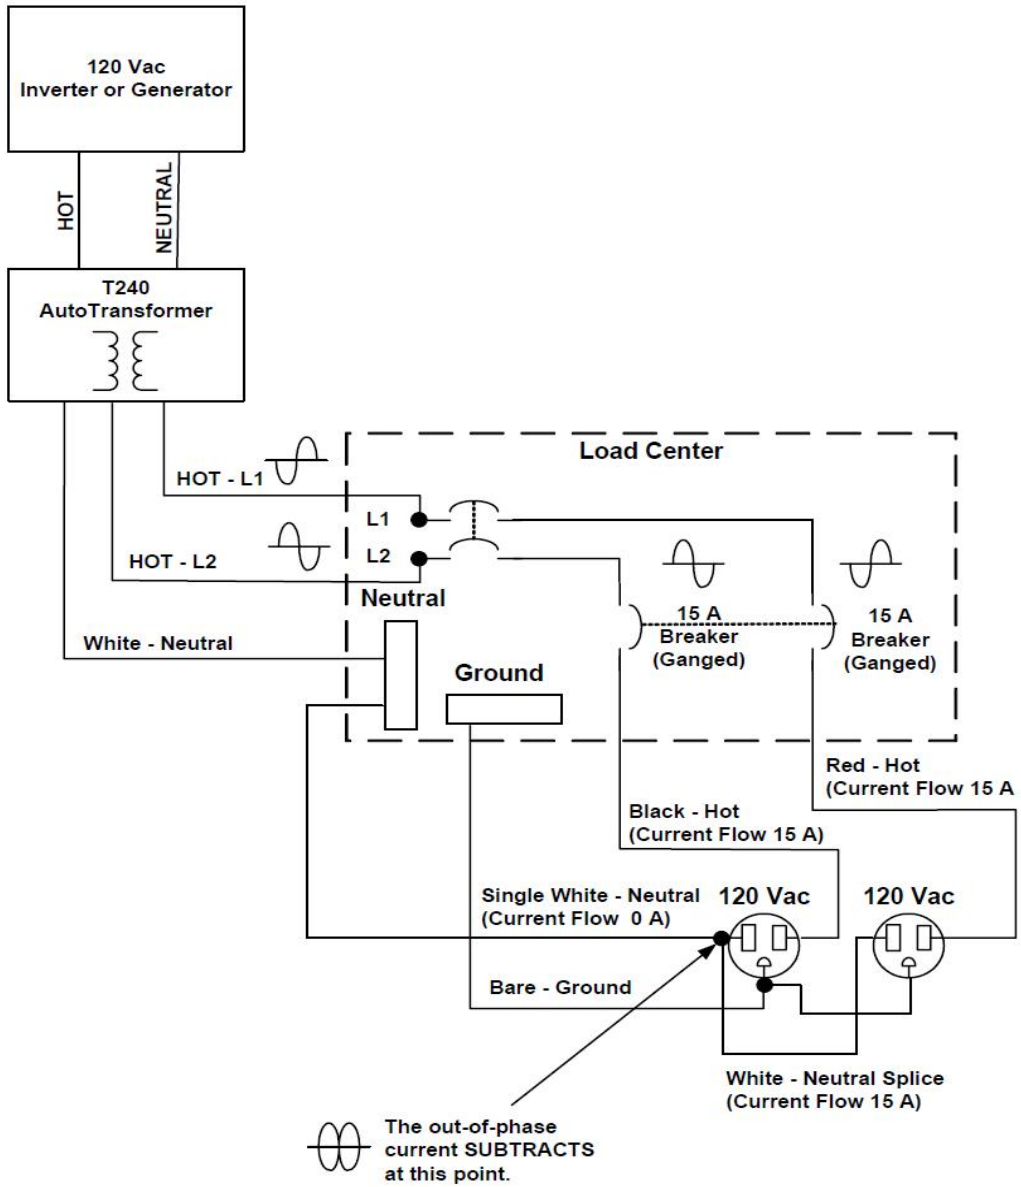 120 Vac
Inverter or Generator
HOT
NEUTRAL
T240
AutoTransformer
Load Center
HOT - L1
L1
L2
HOT - L2
Neutral
White - Neutral
15 A
Breaker
(Ganged)
15 A
Breaker
(Ganged)
Ground
Red - Hot
(Current Flow 15 A
Black - Hot
(Current Flow 15 A)
Single White - Neutral
(Current Flow 0 A)
120 Vac
120 Vac
Bare - Ground
White - Neutral Splice
(Current Flow 15 A)
The out-of-phase
current SUBTRACTS
at this point.